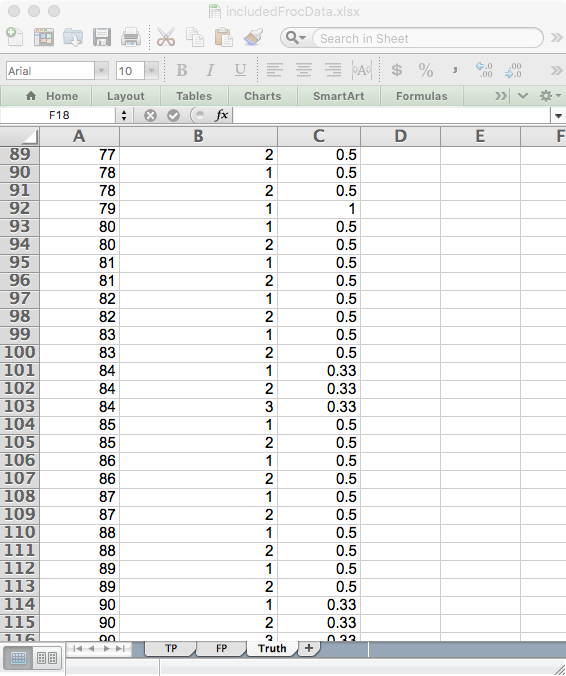 includedFrocData.xlsx
Search in Sheet
Arial 10 B I U A $ % , .0 .00 .00 .0
Home Layout Tables Charts SmartArt Formulas
F18 fx
A B C D E F
89 77 2 0.5
90 78 1 0.5
91 78 2 0.5
92 79 1 1
93 80 1 0.5
94 80 2 0.5
95 81 1 0.5
96 81 2 0.5
97 82 1 0.5
98 82 2 0.5
99 83 1 0.5
100 83 2 0.5
101 84 1 0.33
102 84 2 0.33
103 84 3 0.33
104 85 1 0.5
105 85 2 0.5
106 86 1 0.5
107 86 2 0.5
108 87 1 0.5
109 87 2 0.5
110 88 1 0.5
111 88 2 0.5
112 89 1 0.5
113 89 2 0.5
114 90 1 0.33
115 90 2 0.33
116 90 3 0.33
TP FP Truth